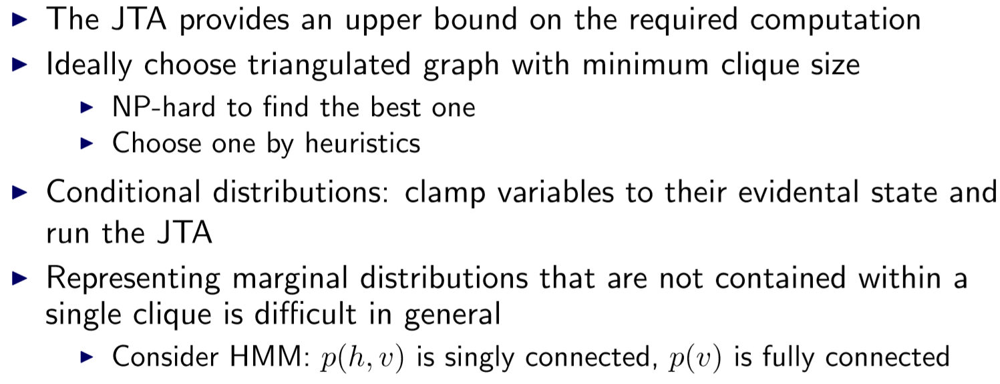 ▶ The JTA provides an upper bound on the required computation
▶ Ideally choose triangulated graph with minimum clique size
▶ NP-hard to find the best one
▶ Choose one by heuristics
▶ Conditional distributions: clamp variables to their evidental state and
run the JTA
▶ Representing marginal distributions that are not contained within a
single clique is difficult in general
▶ Consider HMM: p(h, v) is singly connected, p(v) is fully connected